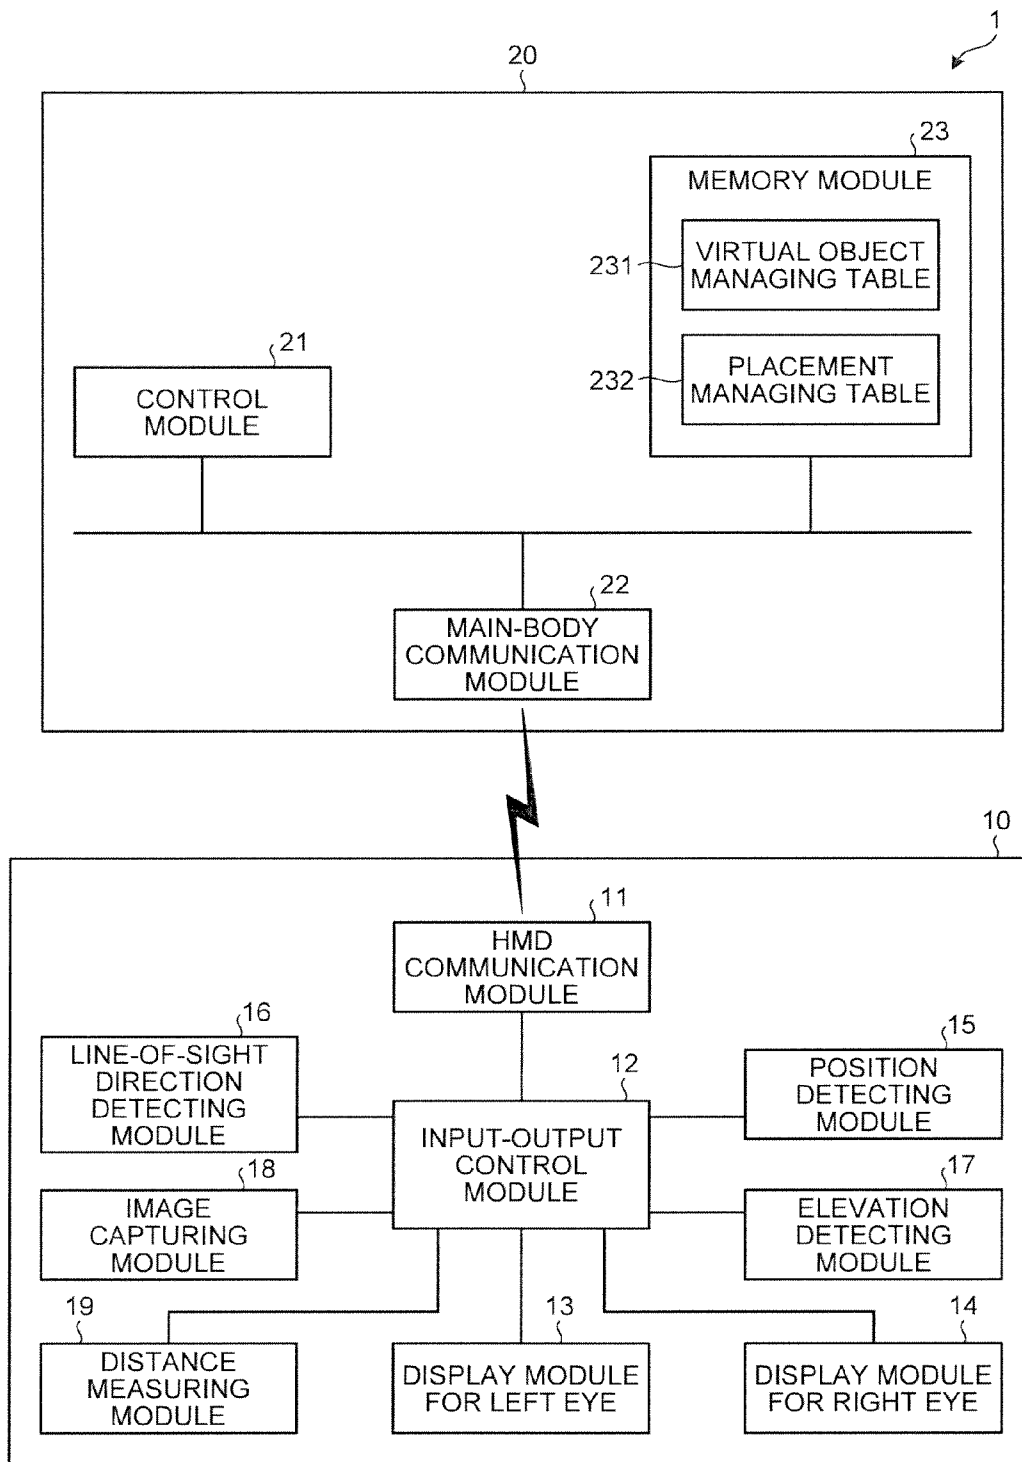 1
20
23
MEMORY MODULE
231
VIRTUAL OBJECT
MANAGING TABLE
232
PLACEMENT
MANAGING TABLE
21
CONTROL
MODULE
22
MAIN-BODY
COMMUNICATION
MODULE
10
11
HMD
COMMUNICATION
MODULE
16
LINE-OF-SIGHT
DIRECTION
DETECTING
MODULE
12
INPUT-OUTPUT
CONTROL
MODULE
15
POSITION
DETECTING
MODULE
18
IMAGE
CAPTURING
MODULE
17
ELEVATION
DETECTING
MODULE
19
DISTANCE
MEASURING
MODULE
13
DISPLAY MODULE
FOR LEFT EYE
14
DISPLAY MODULE
FOR RIGHT EYE